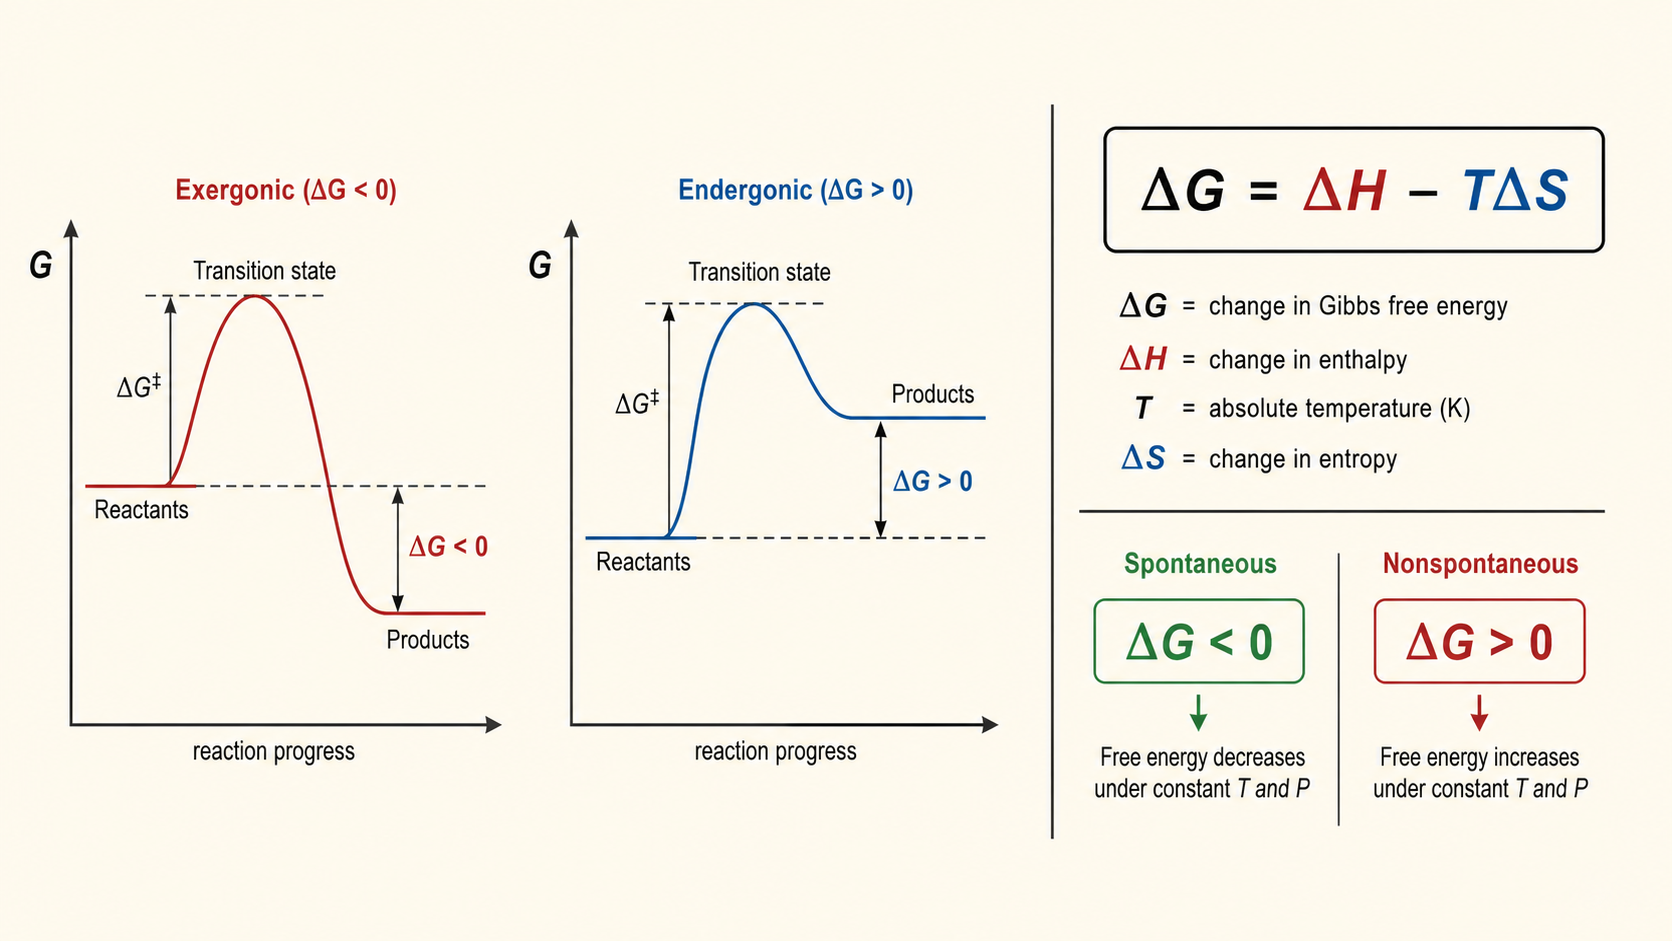 Exergonic (ΔG < 0)
G
Transition state
ΔG‡
Reactants
ΔG < 0
Products
reaction progress
Endergonic (ΔG > 0)
G
Transition state
ΔG‡
Products
ΔG > 0
Reactants
reaction progress
ΔG = ΔH – TΔS
ΔG = change in Gibbs free energy
ΔH = change in enthalpy
T = absolute temperature (K)
ΔS = change in entropy
Spontaneous
ΔG < 0
Free energy decreases
under constant T and P
Nonspontaneous
ΔG > 0
Free energy increases
under constant T and P